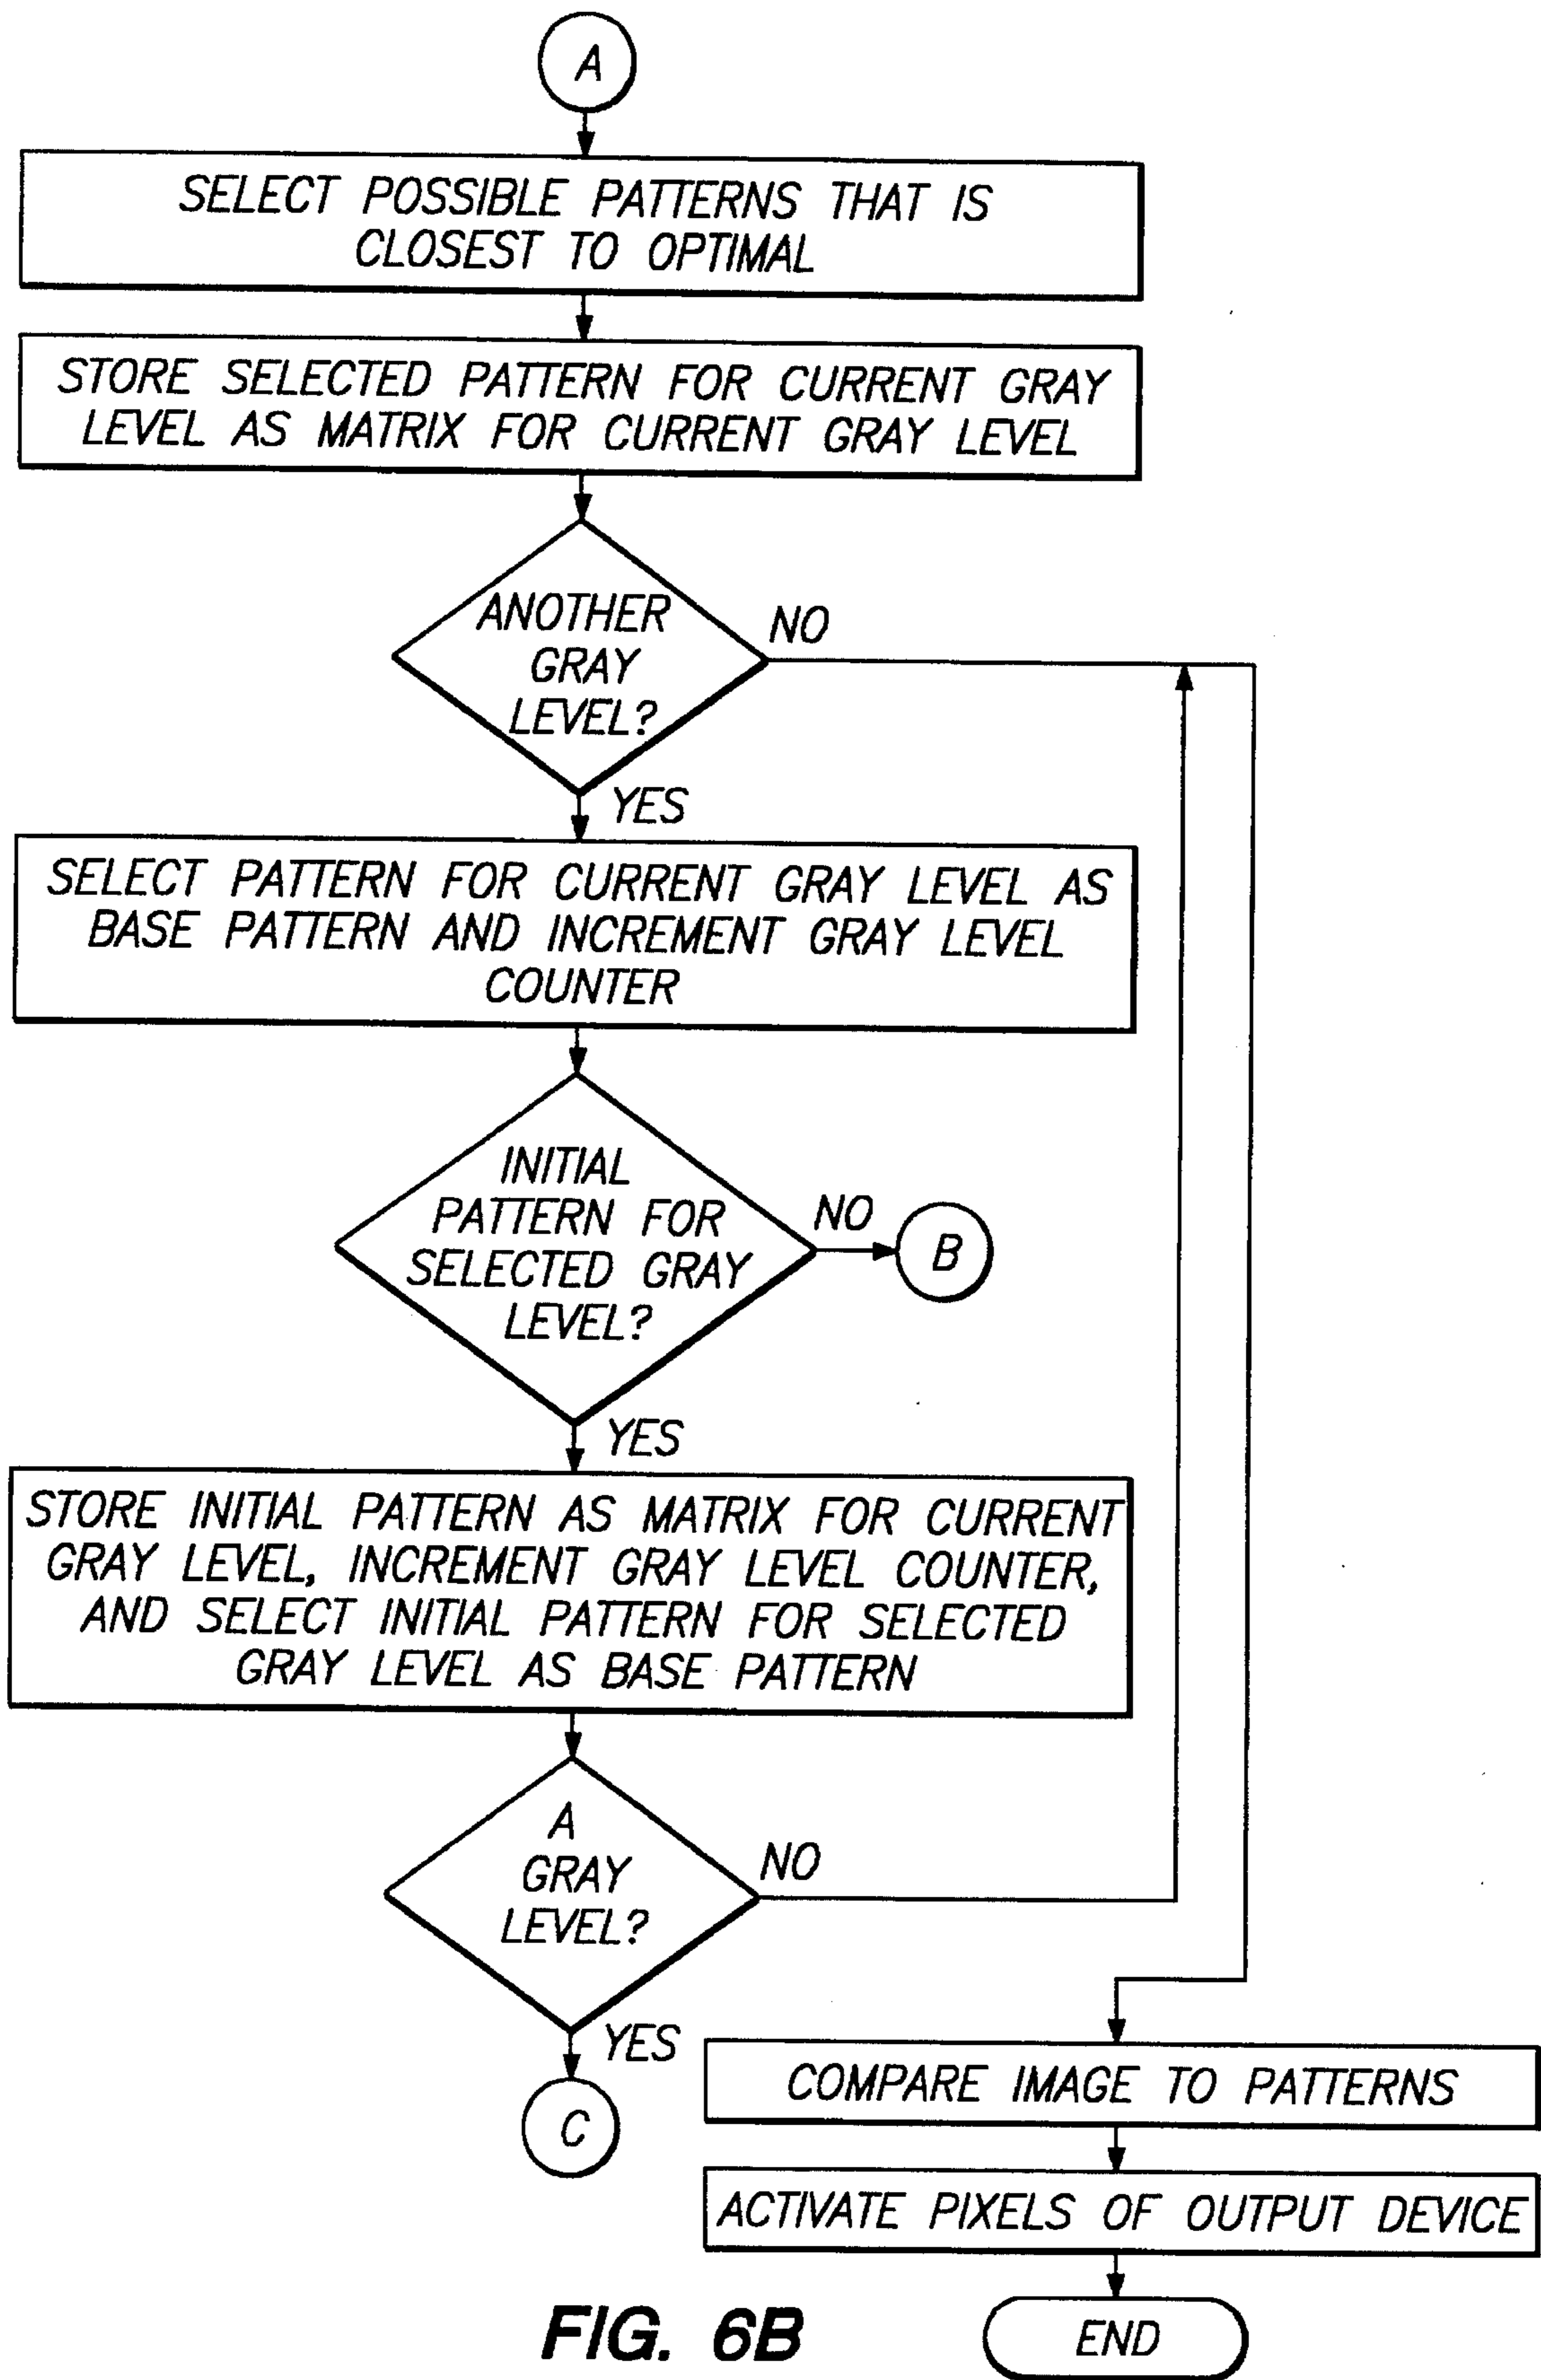 A
SELECT POSSIBLE PATTERNS THAT IS
CLOSEST TO OPTIMAL
STORE SELECTED PATTERN FOR CURRENT GRAY
LEVEL AS MATRIX FOR CURRENT GRAY LEVEL
ANOTHER
GRAY
LEVEL?
NO
YES
SELECT PATTERN FOR CURRENT GRAY LEVEL AS
BASE PATTERN AND INCREMENT GRAY LEVEL
COUNTER
INITIAL
PATTERN FOR
SELECTED GRAY
LEVEL?
NO
B
YES
STORE INITIAL PATTERN AS MATRIX FOR CURRENT
GRAY LEVEL, INCREMENT GRAY LEVEL COUNTER,
AND SELECT INITIAL PATTERN FOR SELECTED
GRAY LEVEL AS BASE PATTERN
A
GRAY
LEVEL?
NO
YES
C
COMPARE IMAGE TO PATTERNS
ACTIVATE PIXELS OF OUTPUT DEVICE
END
FIG. 6B